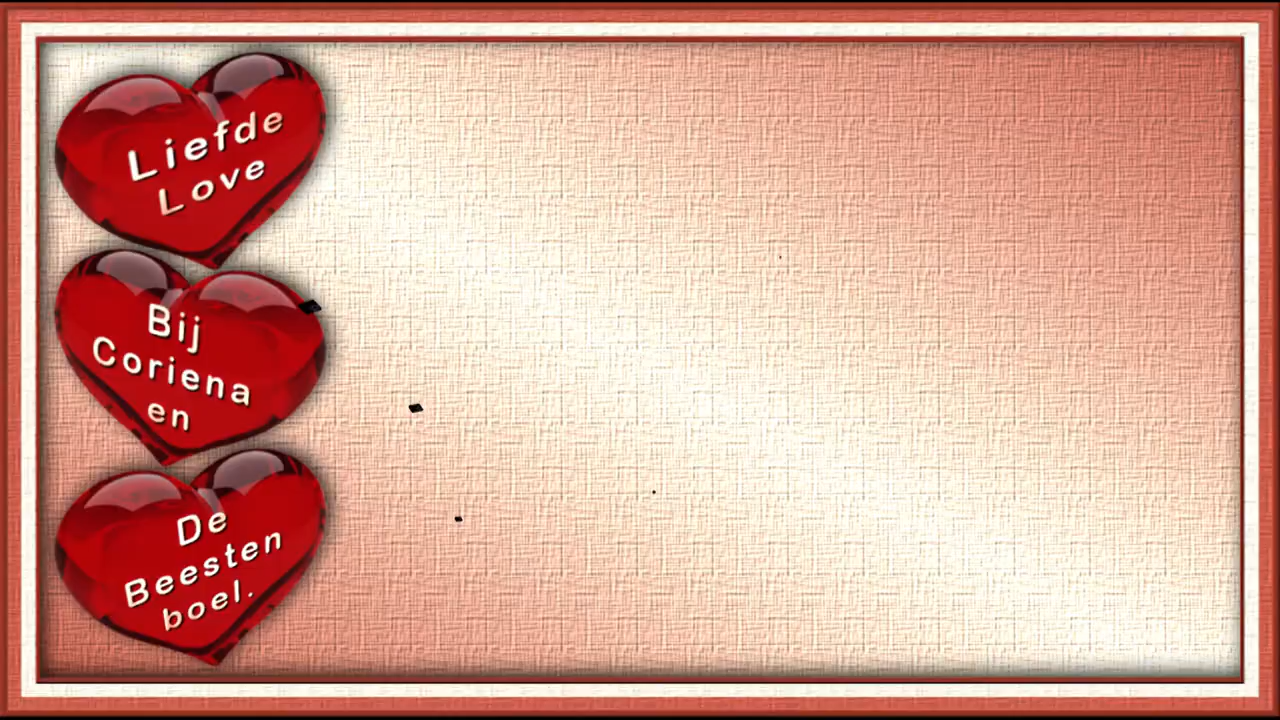 Liefde
Love
Bij
Coriena
en
De
Beesten
boel.